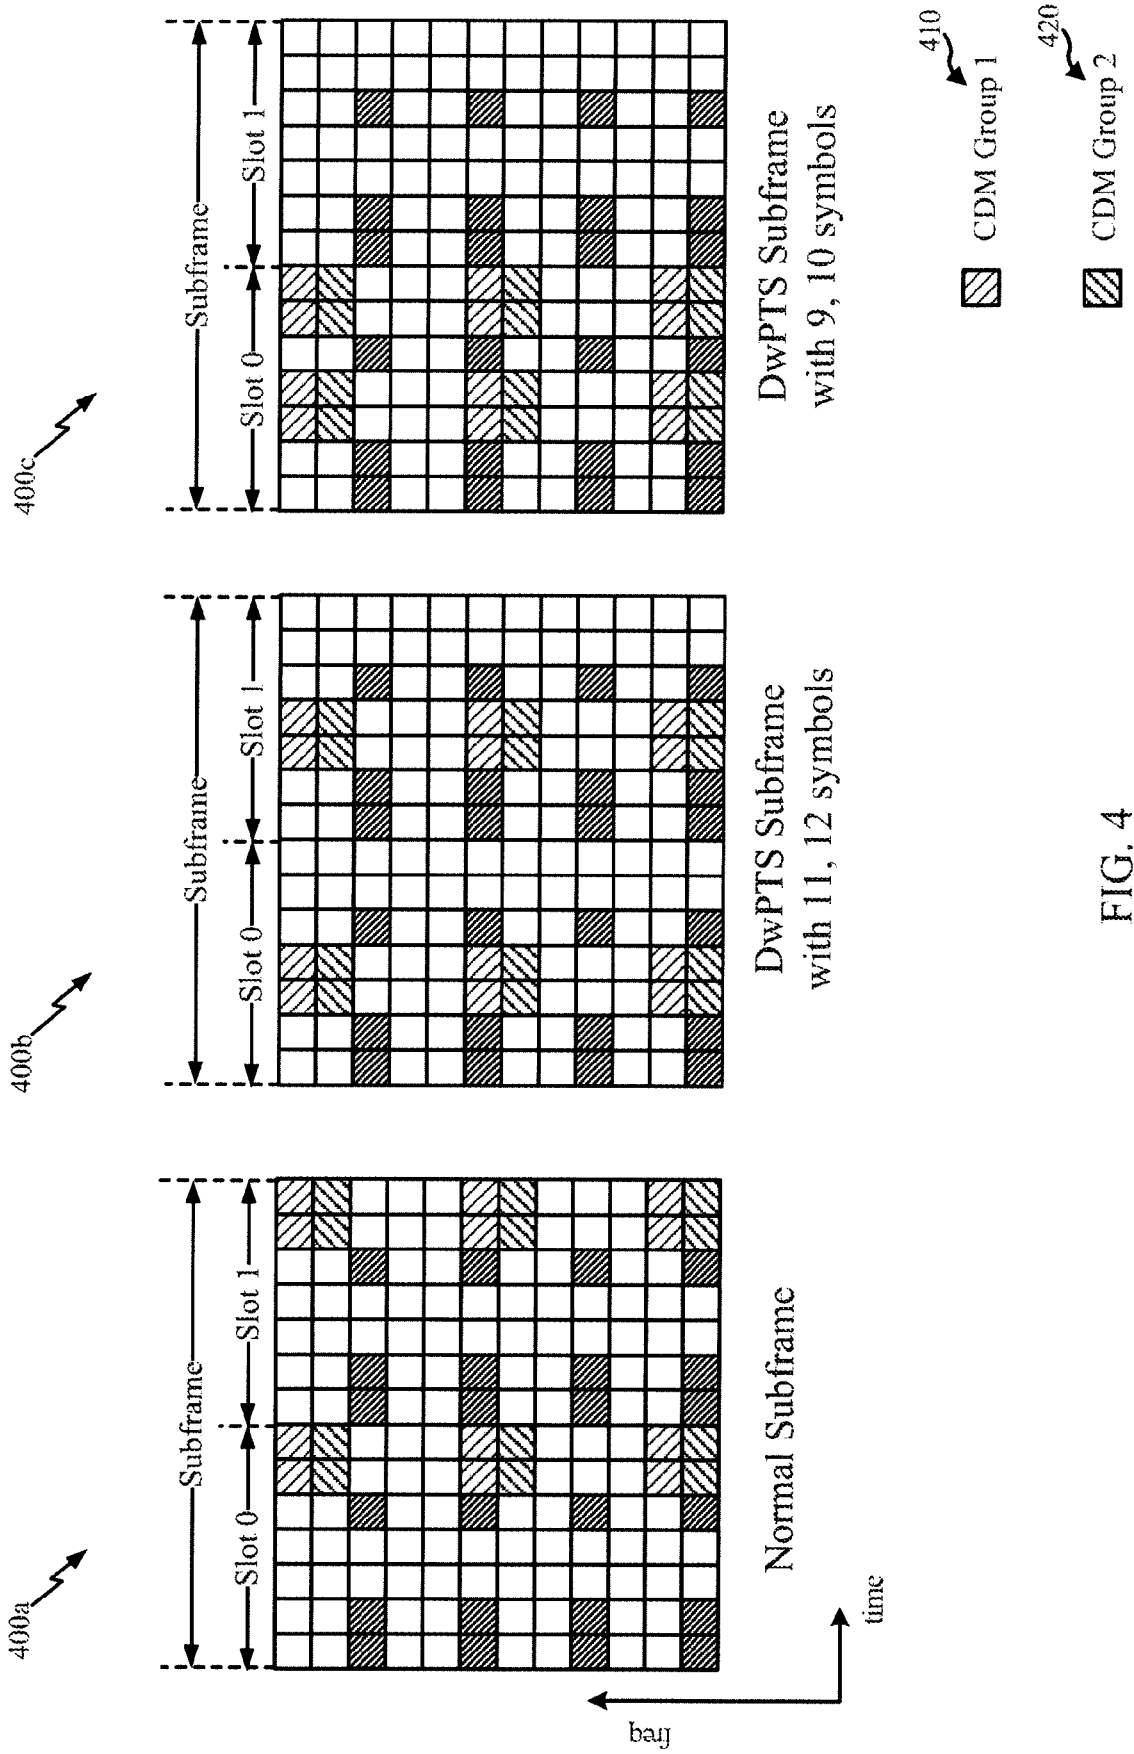 400a
Subframe
Slot 0
Slot 1
Normal Subframe
freq
time
400b
Subframe
Slot 0
Slot 1
DwPTS Subframe
with 11, 12 symbols
400c
Subframe
Slot 0
Slot 1
DwPTS Subframe
with 9, 10 symbols
410
CDM Group 1
420
CDM Group 2
FIG. 4